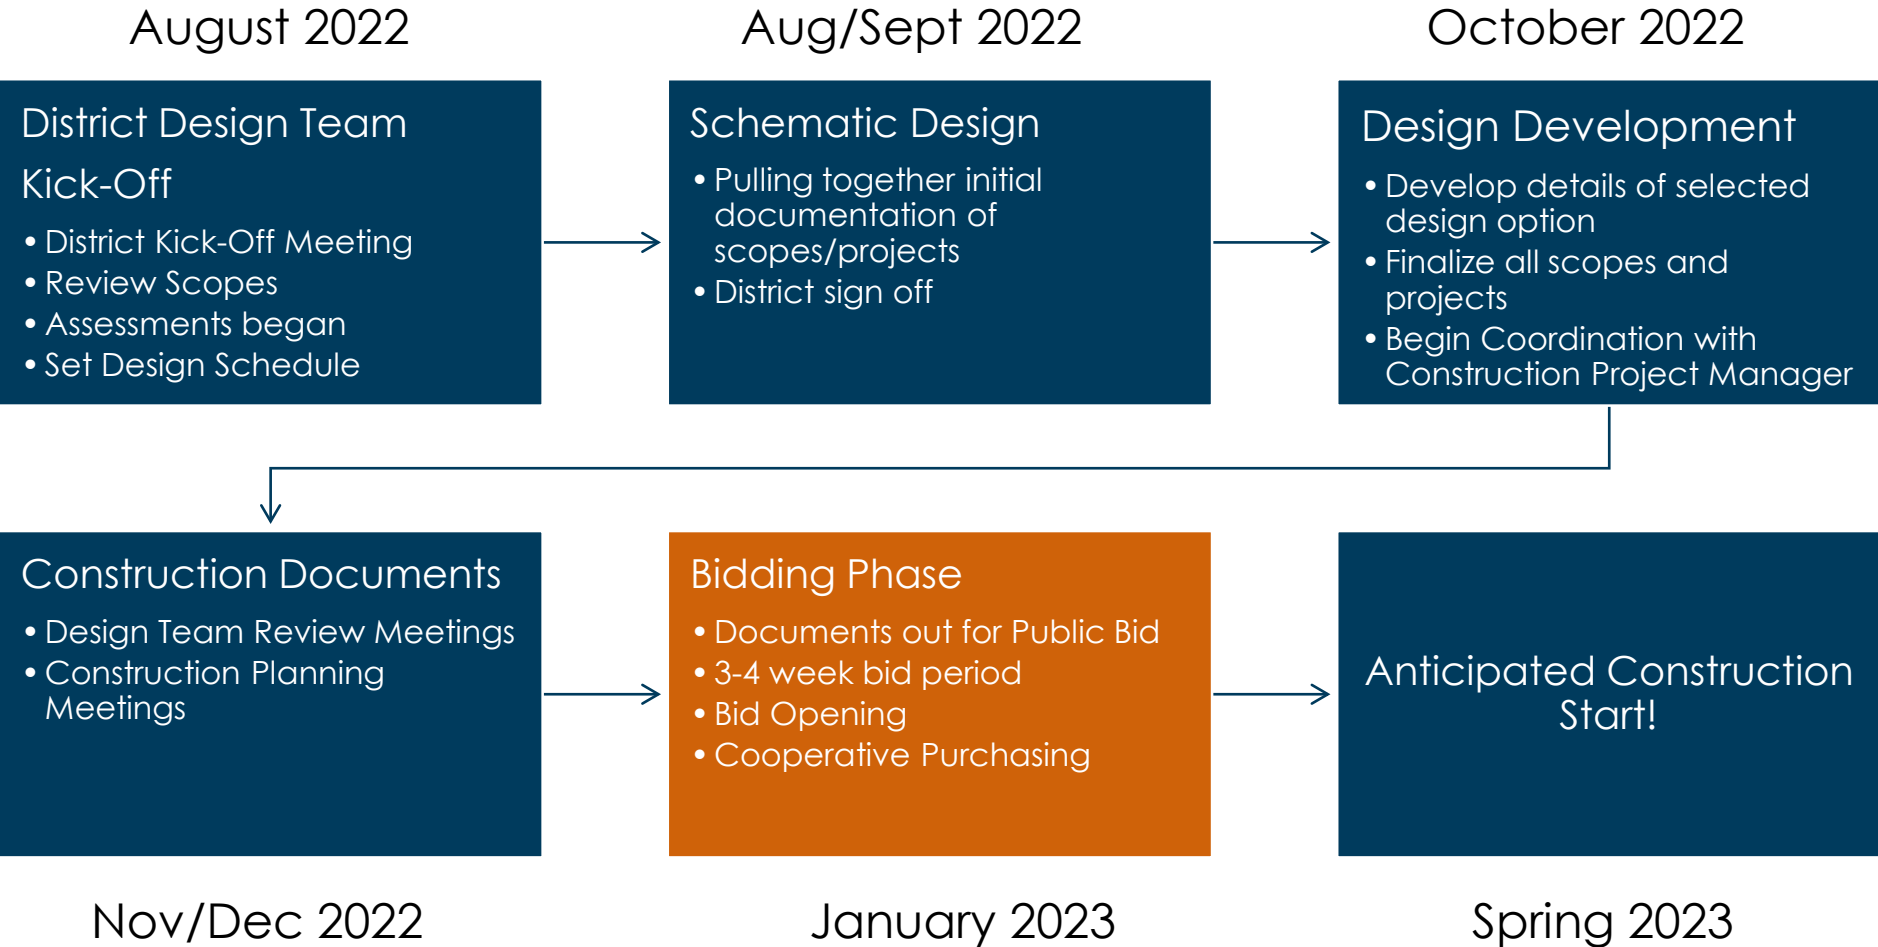 August 2022
District Design Team
Kick-Off
• District Kick-Off Meeting
• Review Scopes
• Assessments began
• Set Design Schedule
Aug/Sept 2022
Schematic Design
• Pulling together initial
documentation of
scopes/projects
• District sign off
October 2022
Design Development
• Develop details of selected
design option
• Finalize all scopes and
projects
• Begin Coordination with
Construction Project Manager
Construction Documents
• Design Team Review Meetings
• Construction Planning
Meetings
Nov/Dec 2022
Bidding Phase
• Documents out for Public Bid
• 3-4 week bid period
• Bid Opening
• Cooperative Purchasing
January 2023
Anticipated Construction
Start!
Spring 2023